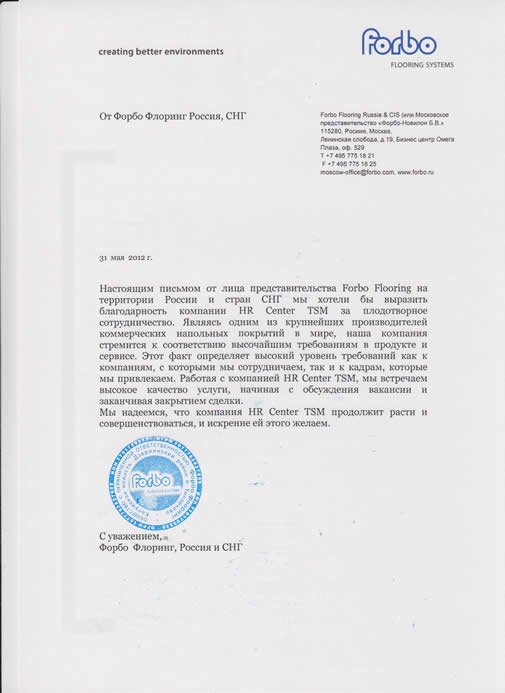 creating better environments
Forbo
FLOORING SYSTEMS
От Форбо Флоринг Россия, СНГ
Forbo Flooring Russia & CIS (или Московское
представительство «Форбо-Новилон Б.В.»
115280, Роския, Москва,
Ленинская слобода, д.19, Бизнес центр Омега
Плаза, оф. 529
T +7 495 775 18 21
F +7 495 775 18 25
moscow-office@forbo.com, www.forbo.ru
31 мая 2012 г.
Настоящим письмом от лица представительства Forbo Flooring на
территории России и стран СНГ мы хотели бы выразить
благодарность компании HR Center TSM за плодотворное
сотрудничество. Являясь одним из крупнейших производителей
коммерческих напольных покрытий в мире, наша компания
стремится к соответствию высочайшим требованиям в продукте и
сервисе. Этот факт определяет высокий уровень требований как к
компаниям, с которыми мы сотрудничаем, так и к кадрам, которые
мы привлекаем. Работая с компанией HR Center TSM, мы встречаем
высокое качество услуги, начиная с обсуждения вакансии и
заканчивая закрытием сделки.
Мы надеемся, что компания HR Center TSM продолжит расти и
совершенствоваться, и искренне ей этого желаем.
Forbo
С уважением,
Форбо Флоринг, Россия и СНГ